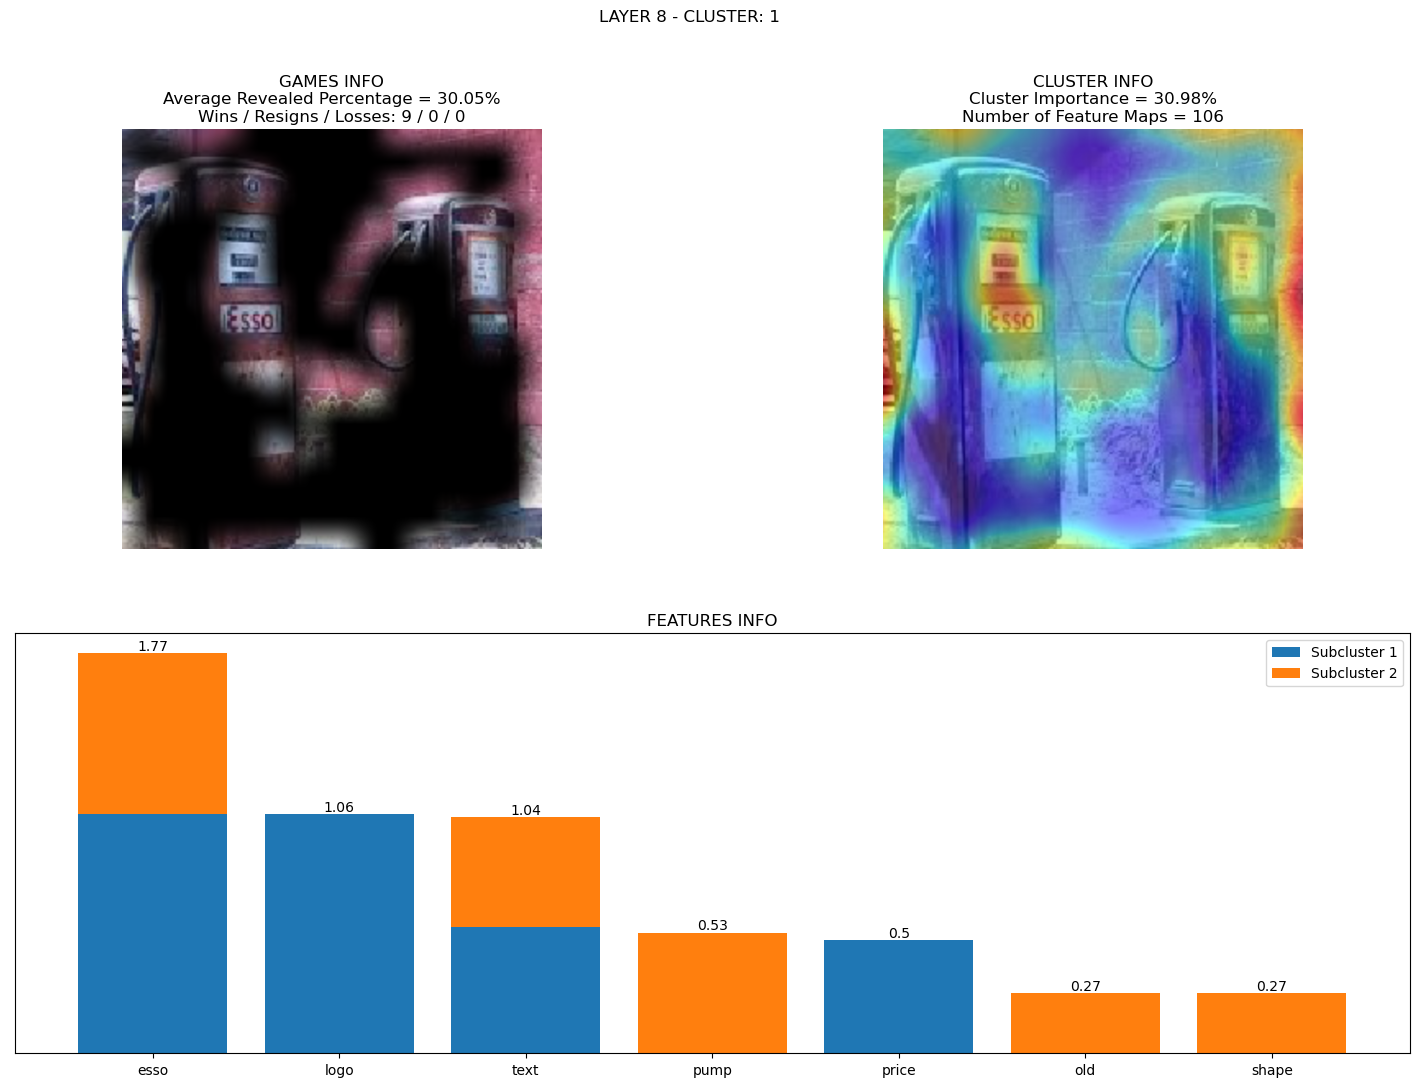 LAYER 8 - CLUSTER: 1
GAMES INFO
Average Revealed Percentage = 30.05%
Wins / Resigns / Losses: 9 / 0 / 0
CLUSTER INFO
Cluster Importance = 30.98%
Number of Feature Maps = 106
ESSO
ESSO
FEATURES INFO
Subcluster 1
Subcluster 2
1.77
1.06
1.04
0.53
0.5
0.27
0.27
esso
logo
text
pump
price
old
shape